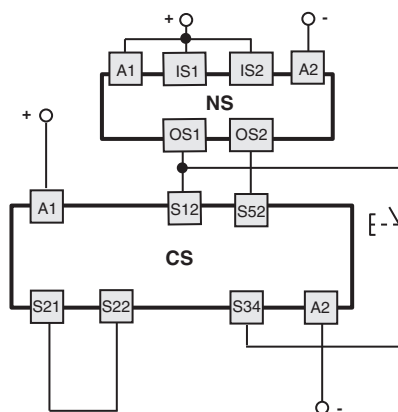 + -
A1 IS1 IS2 A2
NS
OS1 OS2
+
A1 S12 S52
CS
S21 S22 S34 A2
-